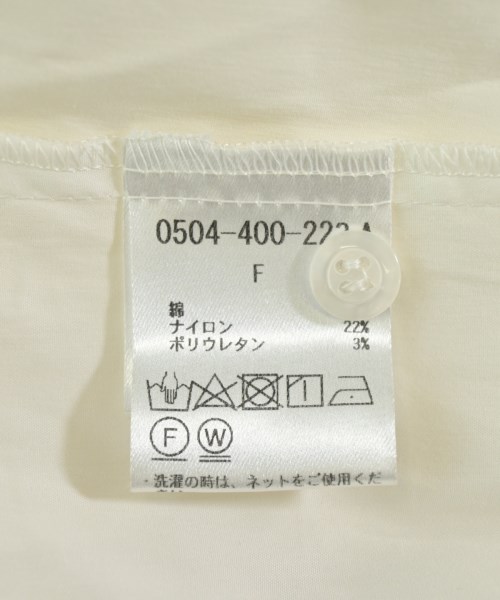 0504-400-222 A
F
綿
ナイロン 22%
ポリウレタン 3%
F W
・洗濯の時は、ネットをご使用くだ